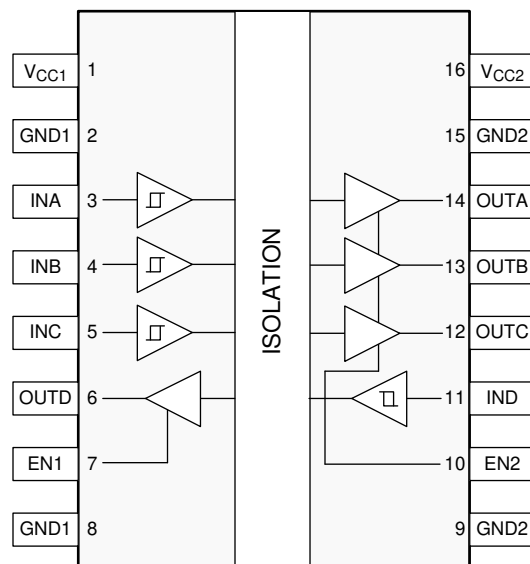 VCC1 1 16 VCC2
GND1 2 15 GND2
INA 3 14 OUTA
INB 4 13 OUTB
INC 5 12 OUTC
OUTD 6 11 IND
EN1 7 10 EN2
GND1 8 9 GND2
ISOLATION